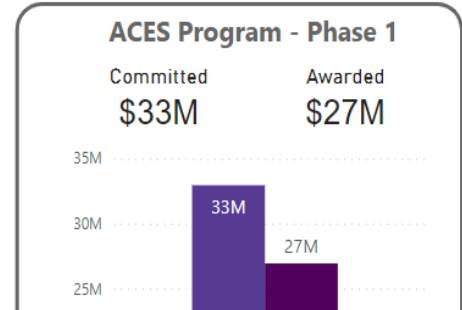 ACES Program - Phase 1
Committed Awarded
$33M $27M
35M
33M
30M
27M
25M